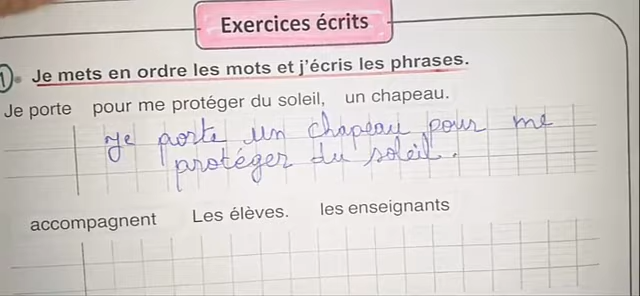 Exercices écrits
1 Je mets en ordre les mots et j'écris les phrases.
Je porte pour me protéger du soleil, un chapeau.
Je porte un chapeau pour me
protéger du soleil.
accompagnent Les élèves. les enseignants